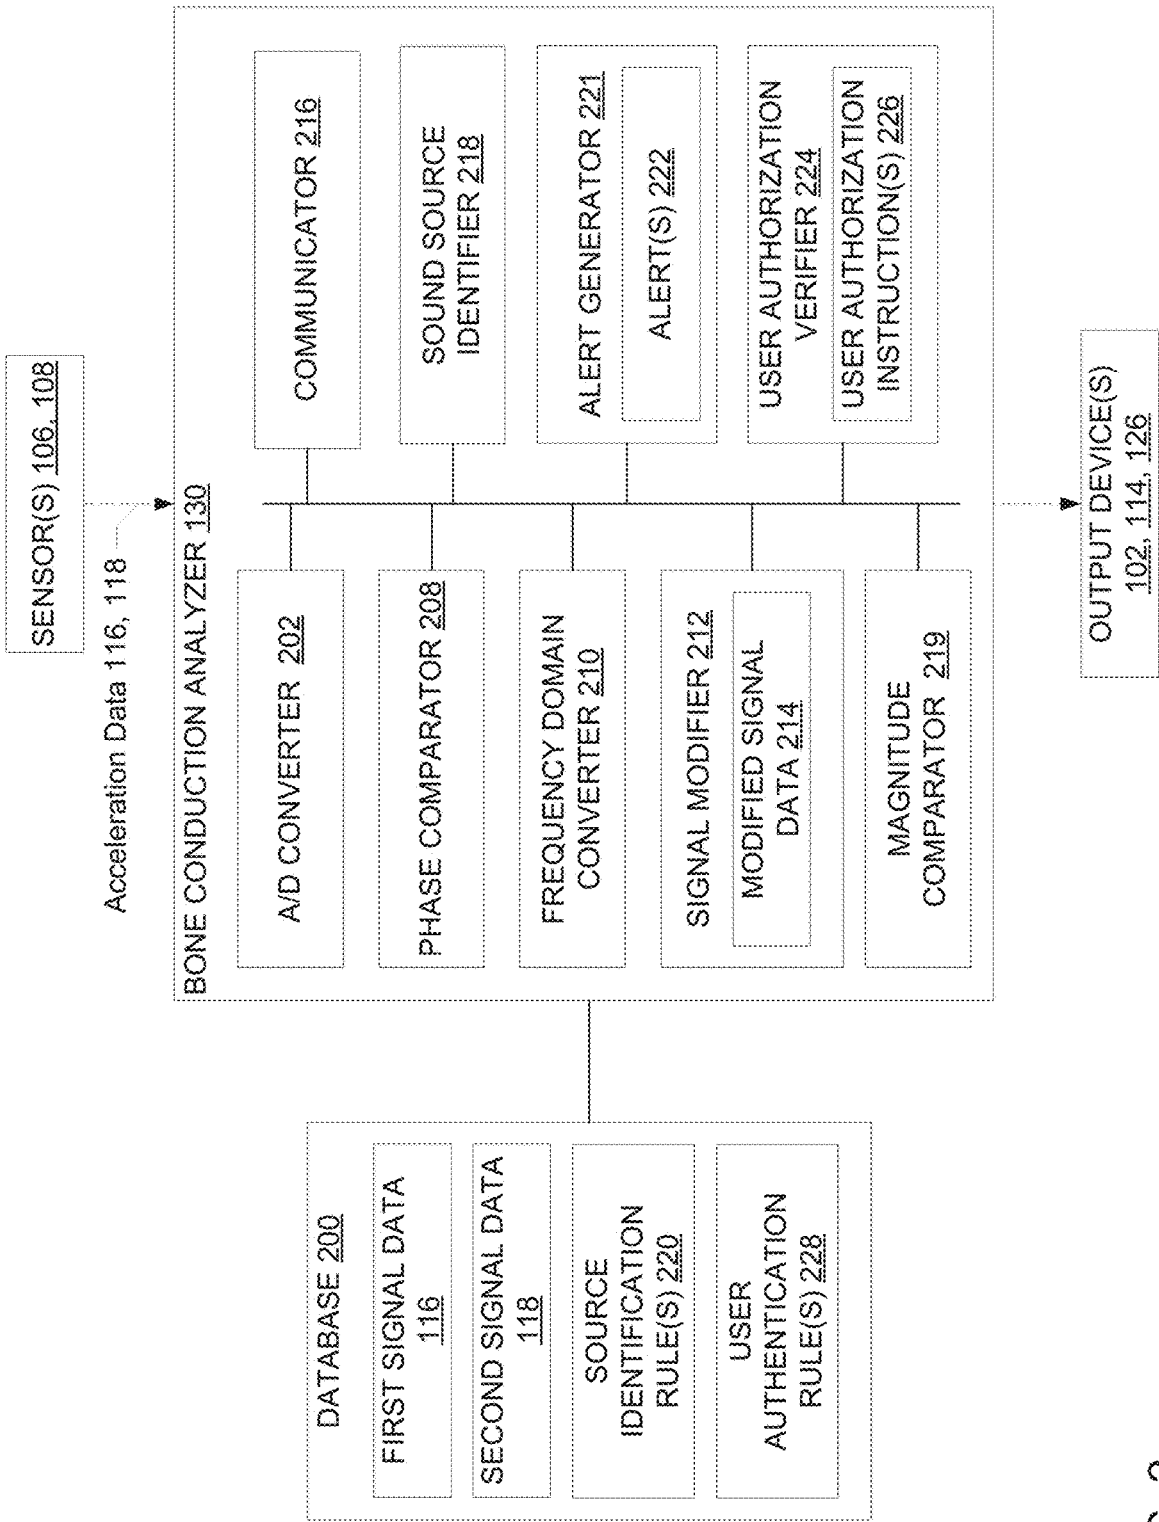 SENSOR(S) 106, 108
Acceleration Data 116, 118
BONE CONDUCTION ANALYZER 130
A/D CONVERTER 202
PHASE COMPARATOR 208
FREQUENCY DOMAIN
CONVERTER 210
SIGNAL MODIFIER 212
MODIFIED SIGNAL
DATA 214
MAGNITUDE
COMPARATOR 219
COMMUNICATOR 216
SOUND SOURCE
IDENTIFIER 218
ALERT GENERATOR 221
ALERT(S) 222
USER AUTHORIZATION
VERIFIER 224
USER AUTHORIZATION
INSTRUCTION(S) 226
OUTPUT DEVICE(S)
102, 114, 126
DATABASE 200
FIRST SIGNAL DATA
116
SECOND SIGNAL DATA
118
SOURCE
IDENTIFICATION
RULE(S) 220
USER
AUTHENTICATION
RULE(S) 228